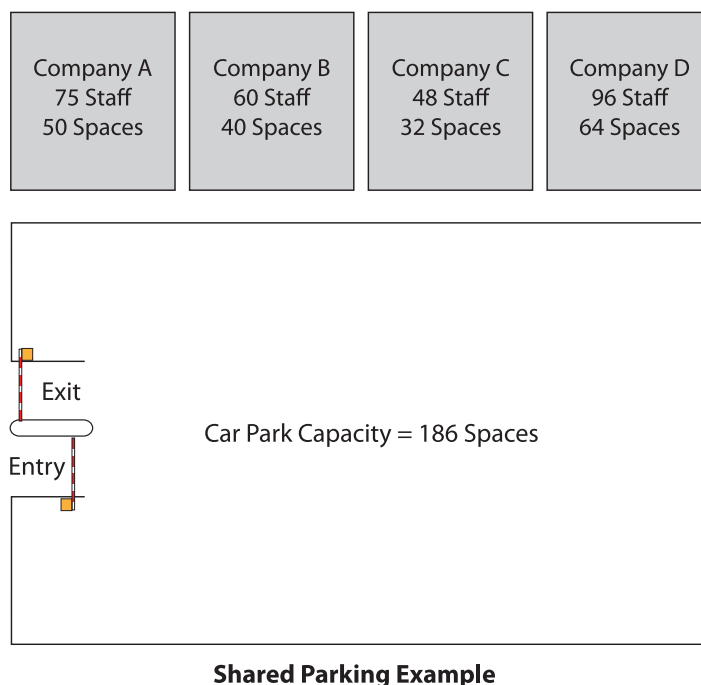 Company A
75 Staff
50 Spaces
Company B
60 Staff
40 Spaces
Company C
48 Staff
32 Spaces
Company D
96 Staff
64 Spaces
Exit
Car Park Capacity = 186 Spaces
Entry
Shared Parking Example